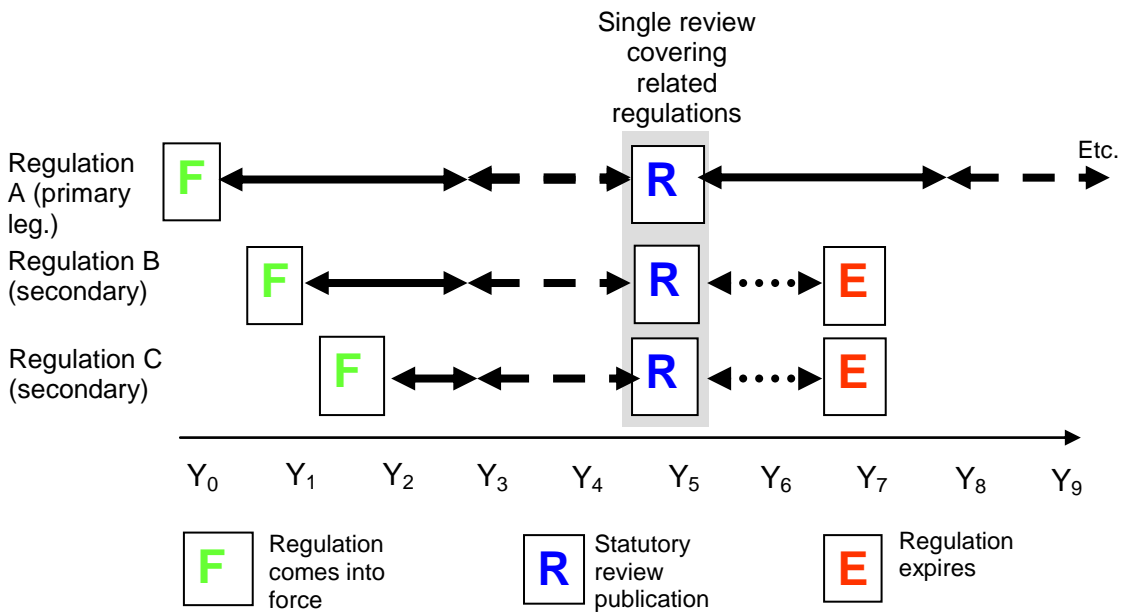 Single review
covering
related
regulations
Regulation
A (primary
leg.)
F
R
Etc.
Regulation B
(secondary)
F
R
E
Regulation C
(secondary)
F
R
E
Y0 Y1 Y2 Y3 Y4 Y5 Y6 Y7 Y8 Y9
F
Regulation
comes into
force
R
Statutory
review
publication
E
Regulation
expires